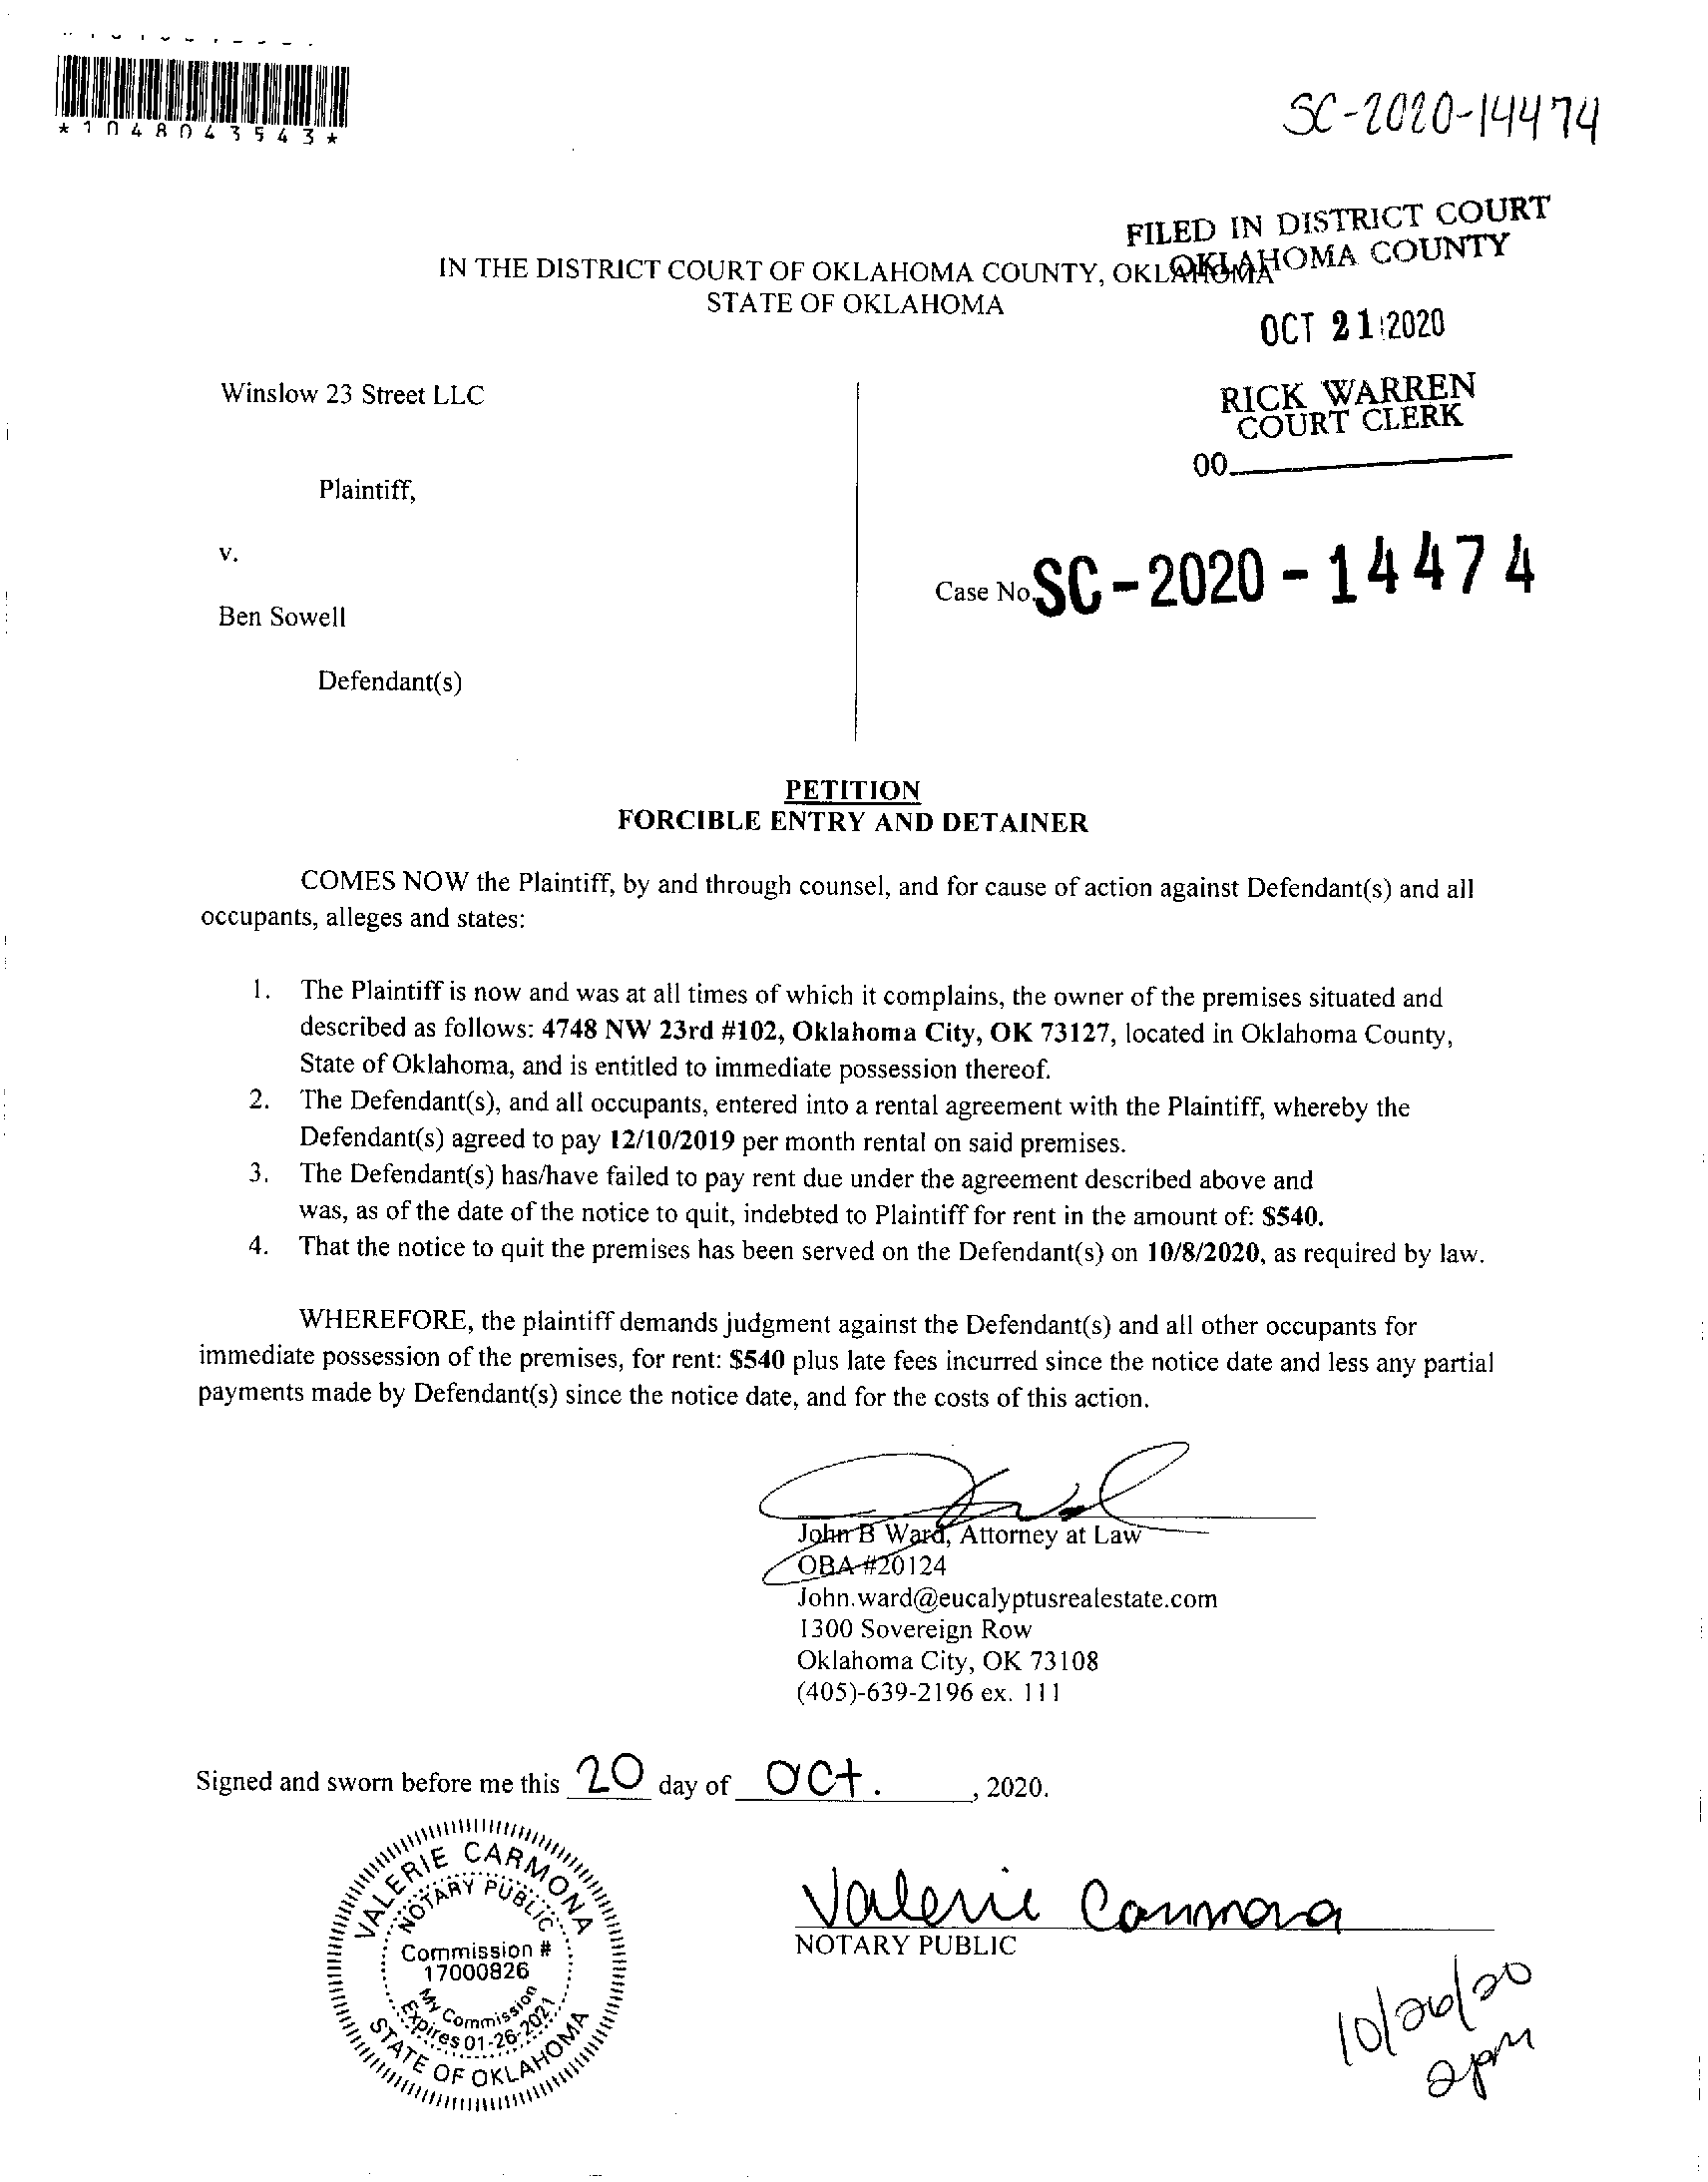 *1048043543*
SC-2020-14474
FILED IN DISTRICT COURT
OKLAHOMA COUNTY
IN THE DISTRICT COURT OF OKLAHOMA COUNTY, OKLAHOMA
STATE OF OKLAHOMA
OCT 21 2020
RICK WARREN
COURT CLERK
00
Winslow 23 Street LLC
Plaintiff,
v.
Case No. SC-2020-14474
Ben Sowell
Defendant(s)
PETITION
FORCIBLE ENTRY AND DETAINER
COMES NOW the Plaintiff, by and through counsel, and for cause of action against Defendant(s) and all
occupants, alleges and states:
1. The Plaintiff is now and was at all times of which it complains, the owner of the premises situated and
described as follows: 4748 NW 23rd #102, Oklahoma City, OK 73127, located in Oklahoma County,
State of Oklahoma, and is entitled to immediate possession thereof.
2. The Defendant(s), and all occupants, entered into a rental agreement with the Plaintiff, whereby the
Defendant(s) agreed to pay 12/10/2019 per month rental on said premises.
3. The Defendant(s) has/have failed to pay rent due under the agreement described above and
was, as of the date of the notice to quit, indebted to Plaintiff for rent in the amount of: $540.
4. That the notice to quit the premises has been served on the Defendant(s) on 10/8/2020, as required by law.
WHEREFORE, the plaintiff demands judgment against the Defendant(s) and all other occupants for
immediate possession of the premises, for rent: $540 plus late fees incurred since the notice date and less any partial
payments made by Defendant(s) since the notice date, and for the costs of this action.
John B Ward, Attorney at Law
OBA #20124
John.ward@eucalyptusrealestate.com
1300 Sovereign Row
Oklahoma City, OK 73108
(405)-639-2196 ex. 111
Signed and sworn before me this 20 day of Oct. , 2020.
VALERIE CARMONA
NOTARY PUBLIC
Commission #
17000826
My Commission
Expires 01-26-2021
STATE OF OKLAHOMA
Valerie Carmona
NOTARY PUBLIC
10/26/20
2pm